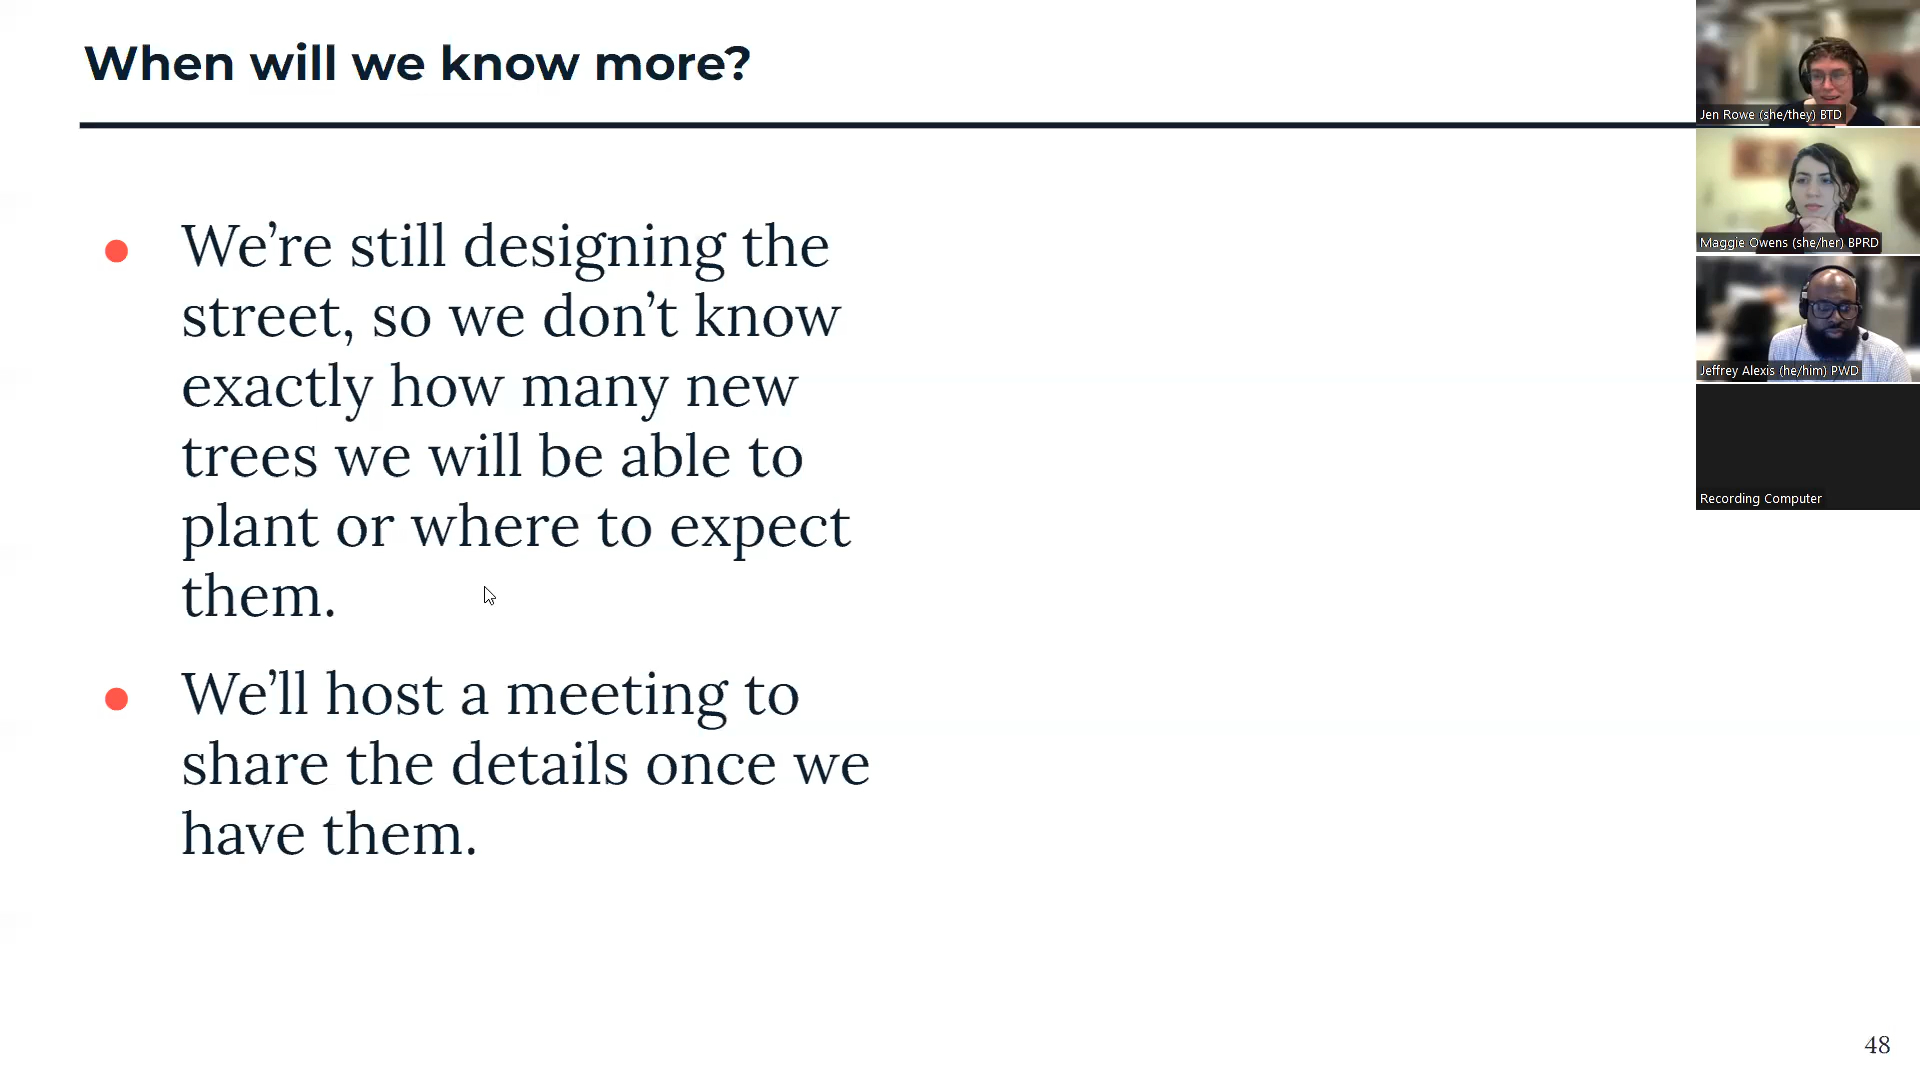 When will we know more?
We're still designing the
street, so we don't know
exactly how many new
trees we will be able to
plant or where to expect
them.
We'll host a meeting to
share the details once we
have them.
Jen Rowe (she/they) BTD
Maggie Owens (she/her) BPRD
Jeffrey Alexis (he/him) PWD
Recording Computer
48